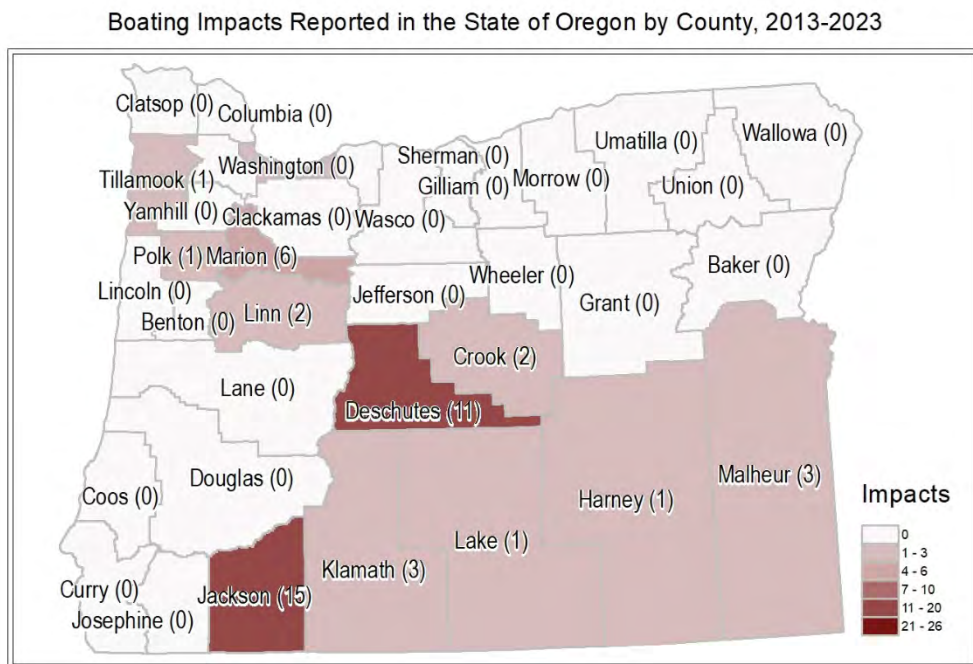 Boating Impacts Reported in the State of Oregon by County, 2013-2023
Clatsop (0)
Columbia (0)
Wallowa (0)
Umatilla (0)
Sherman (0)
Washington (0)
Tillamook (1)
Gilliam (0)
Morrow (0)
Union (0)
Yamhill (0)
Clackamas (0)
Wasco (0)
Polk (1)
Marion (6)
Baker (0)
Wheeler (0)
Lincoln (0)
Jefferson (0)
Grant (0)
Benton (0)
Linn (2)
Crook (2)
Lane (0)
Deschutes (11)
Douglas (0)
Malheur (3)
Coos (0)
Harney (1)
Lake (1)
Klamath (3)
Curry (0)
Jackson (15)
Josephine (0)
Impacts
0
1 - 3
4 - 6
7 - 10
11 - 20
21 - 26